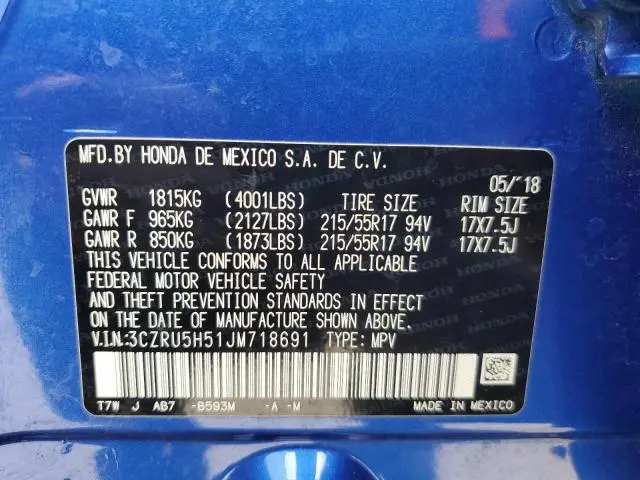 MFD.BY HONDA DE MEXICO S.A. DE C.V.
05/'18
GVWR 1815KG (4001LBS) TIRE SIZE RIM SIZE
GAWR F 965KG (2127LBS) 215/55R17 94V 17X7.5J
GAWR R 850KG (1873LBS) 215/55R17 94V 17X7.5J
THIS VEHICLE CONFORMS TO ALL APPLICABLE
FEDERAL MOTOR VEHICLE SAFETY
AND THEFT PREVENTION STANDARDS IN EFFECT
ON THE DATE OF MANUFACTURE SHOWN ABOVE.
V.I.N.:3CZRU5H51JM718691 TYPE: MPV
T7W J AB7 -B593M -A -M MADE IN MEXICO